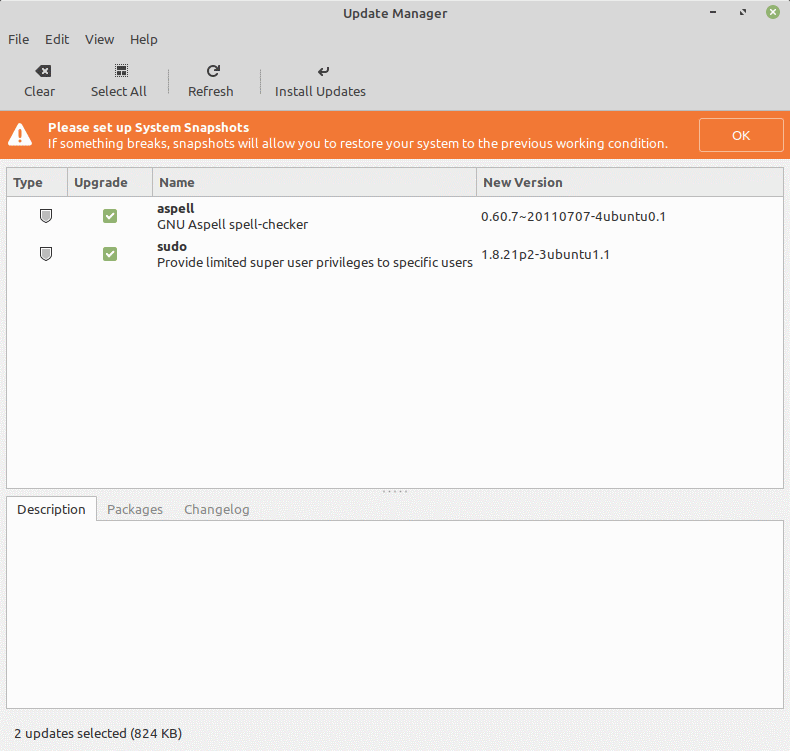 Update Manager
File Edit View Help
Clear Select All Refresh Install Updates
Please set up System Snapshots
If something breaks, snapshots will allow you to restore your system to the previous working condition.
OK
Type Upgrade Name New Version
aspell
GNU Aspell spell-checker
0.60.7~20110707-4ubuntu0.1
sudo
Provide limited super user privileges to specific users
1.8.21p2-3ubuntu1.1
Description Packages Changelog
2 updates selected (824 KB)